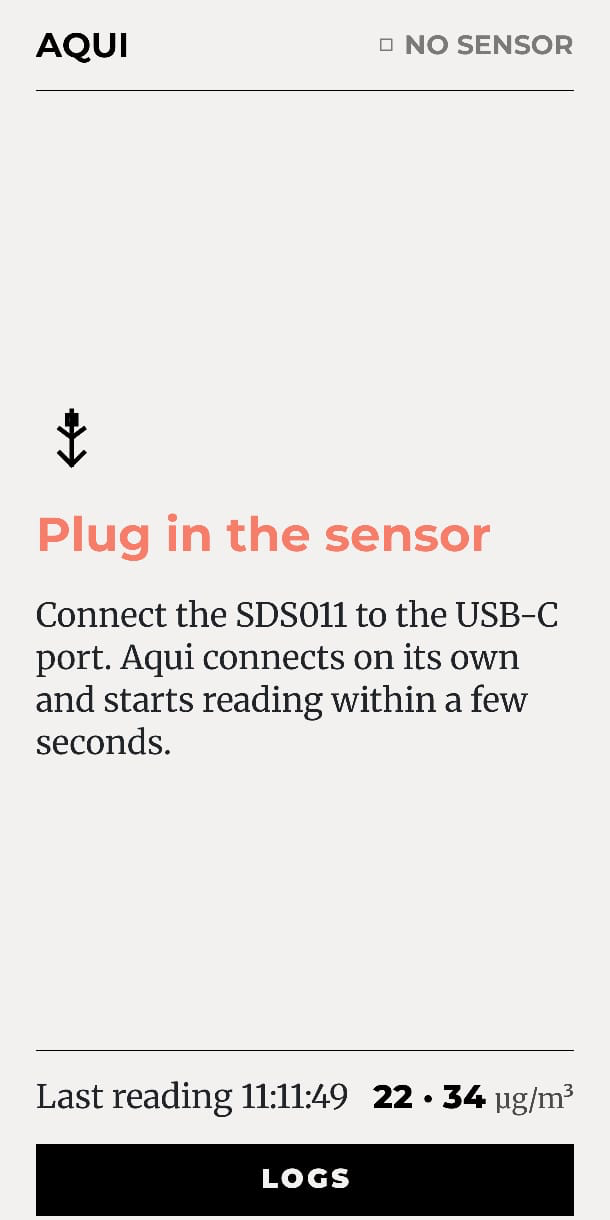 AQUI
NO SENSOR
Plug in the sensor
Connect the SDS011 to the USB-C
port. Aqui connects on its own
and starts reading within a few
seconds.
Last reading 11:11:49 22 • 34 µg/m³
LOGS